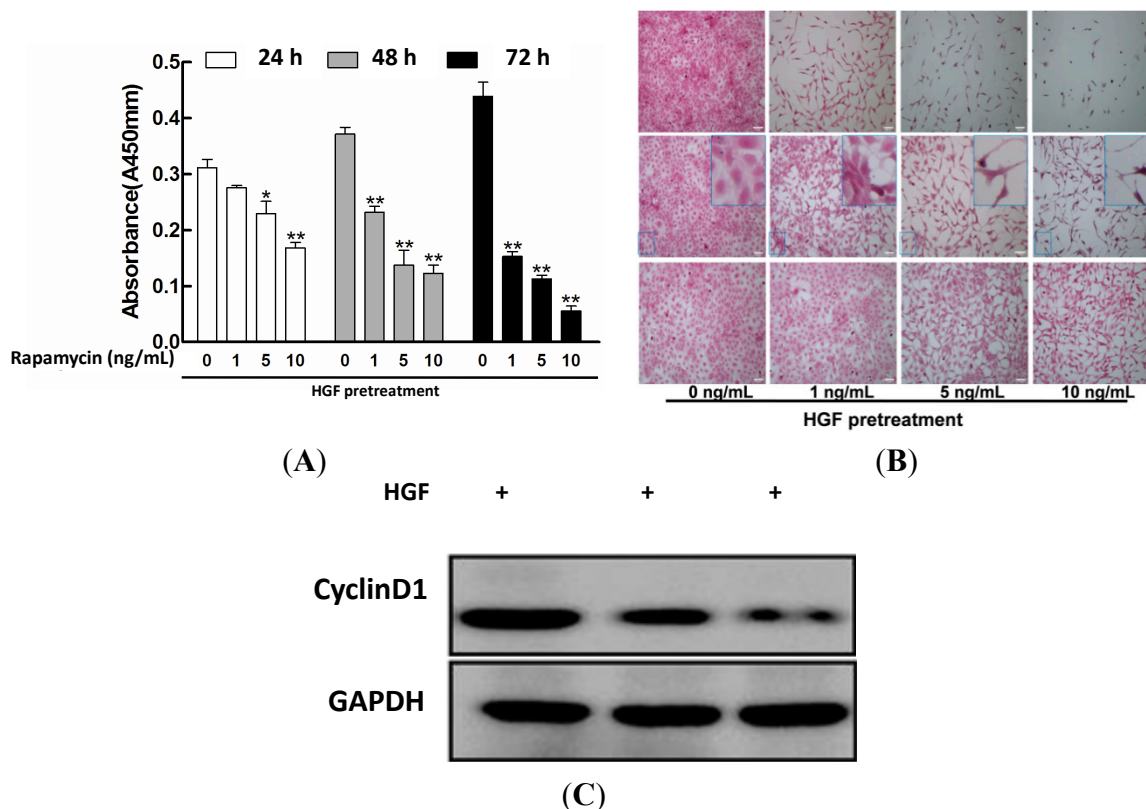 24 h 48 h 72 h
Absorbance(A450mm)
0.5
0.4
0.3
0.2
0.1
0.0
* ** ** ** ** ** ** **
Rapamycin (ng/mL) 0 1 5 10 0 1 5 10 0 1 5 10
HGF pretreatment
(A)
0 ng/mL 1 ng/mL 5 ng/mL 10 ng/mL
HGF pretreatment
(B)
HGF + + +
CyclinD1
GAPDH
(C)